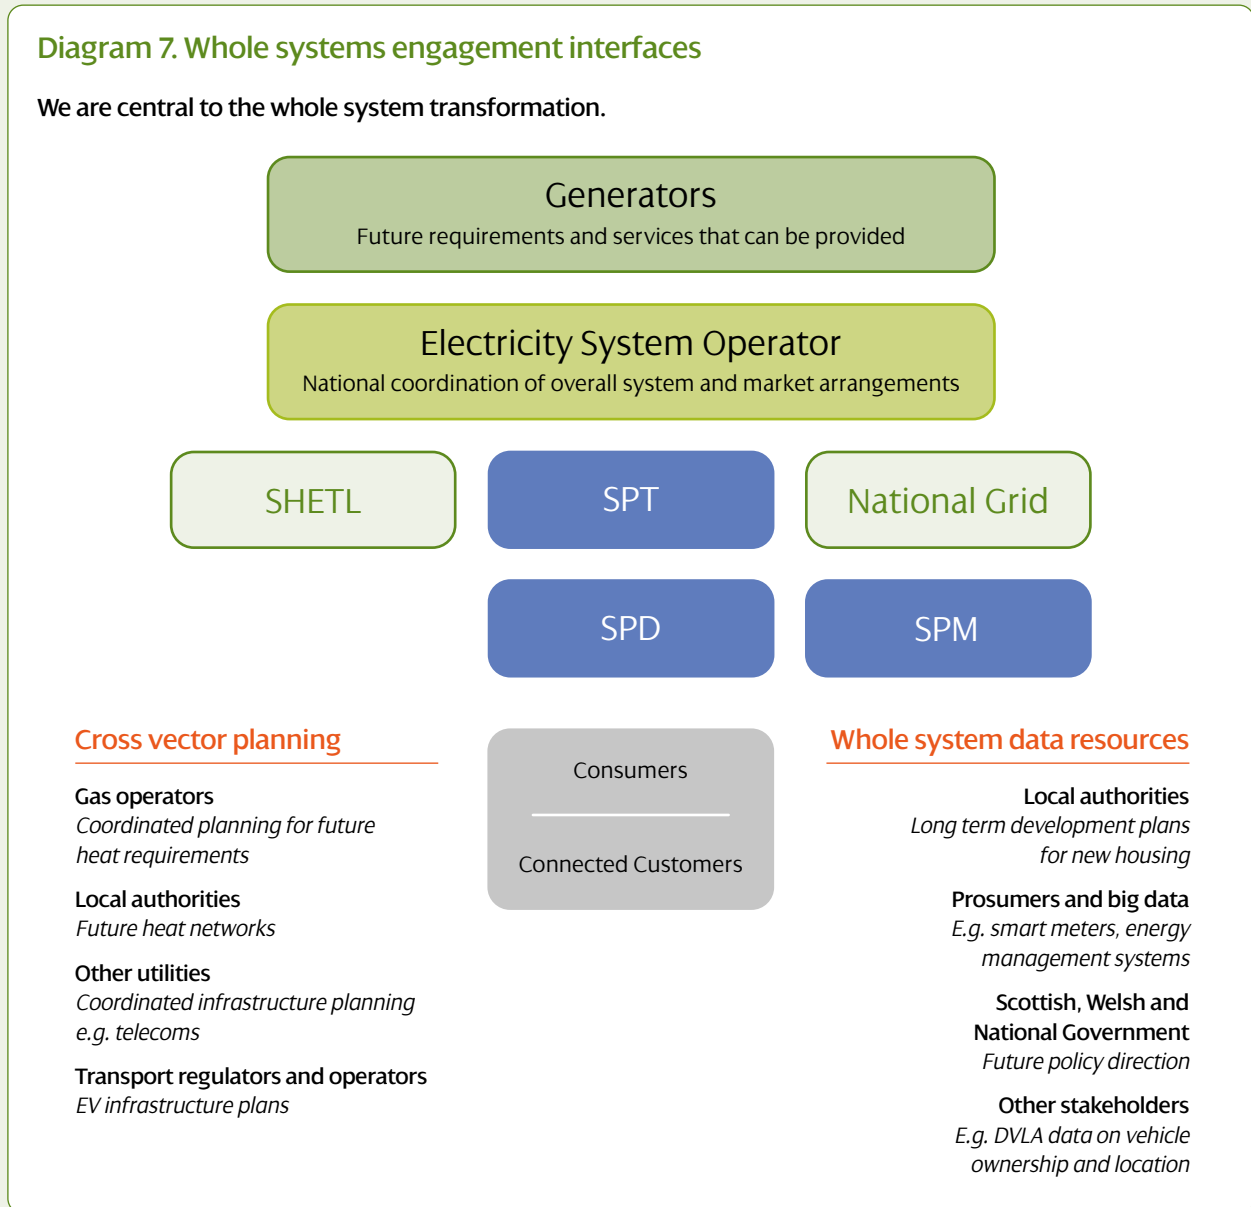 Diagram 7. Whole systems engagement interfaces
We are central to the whole system transformation.
Generators
Future requirements and services that can be provided
Electricity System Operator
National coordination of overall system and market arrangements
SHETL
SPT
National Grid
SPD
SPM
Cross vector planning
Gas operators
Coordinated planning for future
heat requirements
Local authorities
Future heat networks
Other utilities
Coordinated infrastructure planning
e.g. telecoms
Transport regulators and operators
EV infrastructure plans
Consumers
Connected Customers
Whole system data resources
Local authorities
Long term development plans
for new housing
Prosumers and big data
E.g. smart meters, energy
management systems
Scottish, Welsh and
National Government
Future policy direction
Other stakeholders
E.g. DVLA data on vehicle
ownership and location